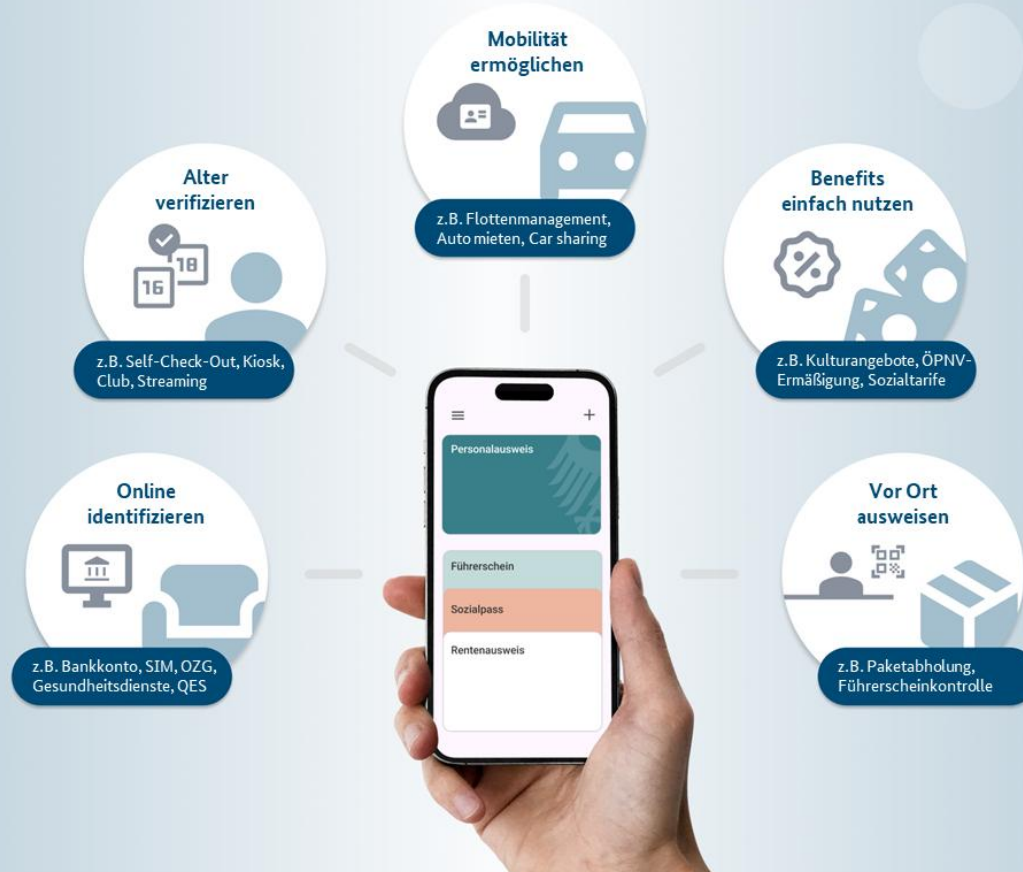 Mobilität
ermöglichen
z.B. Flottenmanagement,
Auto mieten, Car sharing
Alter
verifizieren
18
16
z.B. Self-Check-Out, Kiosk,
Club, Streaming
Benefits
einfach nutzen
%
z.B. Kulturangebote, ÖPNV-
Ermäßigung, Sozialtarife
Online
identifizieren
z.B. Bankkonto, SIM, OZG,
Gesundheitsdienste, QES
Vor Ort
ausweisen
z.B. Paketabholung,
Führerscheinkontrolle
Personalausweis
Führerschein
Sozialpass
Rentenausweis